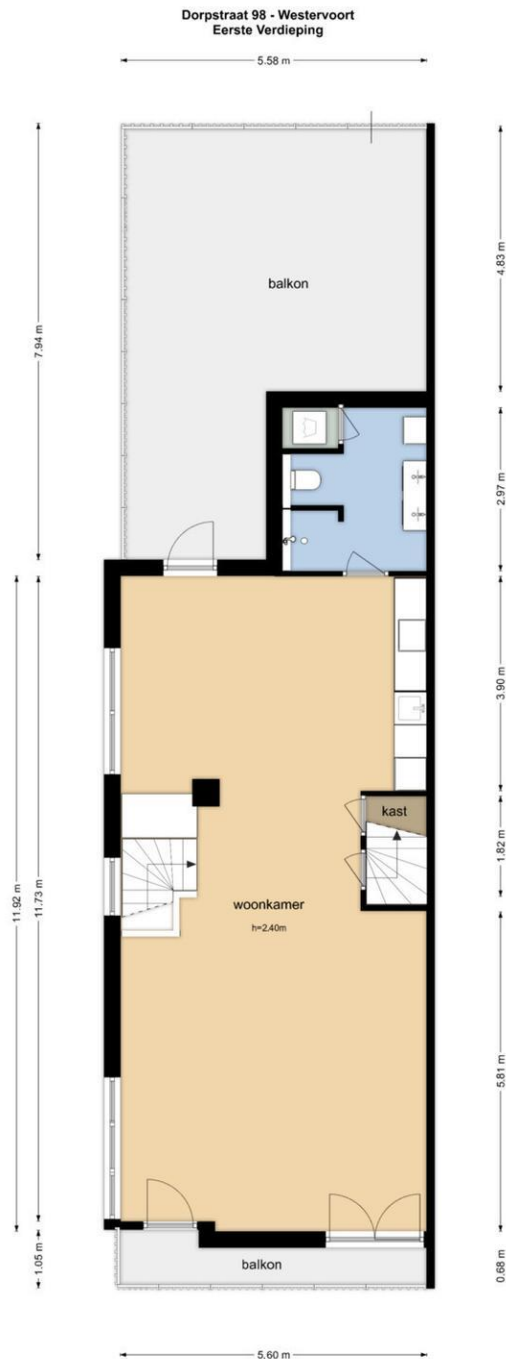 Dorpstraat 98 - Westervoort
Eerste Verdieping
5.58 m
balkon
4.83 m
7.94 m
2.97 m
3.90 m
kast
1.82 m
11.92 m
11.73 m
woonkamer
h=2.40m
5.81 m
balkon
1.05 m
0.68 m
5.60 m